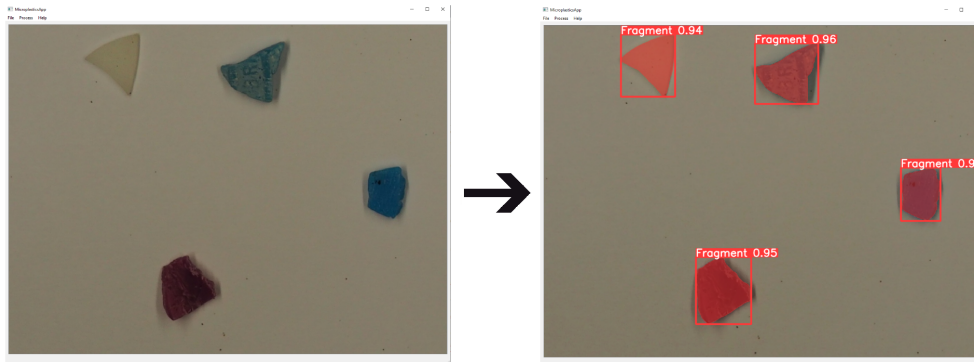 MicroplasticsApp
File Process Help
MicroplasticsApp
File Process Help
Fragment 0.94
Fragment 0.96
Fragment 0.9
Fragment 0.95